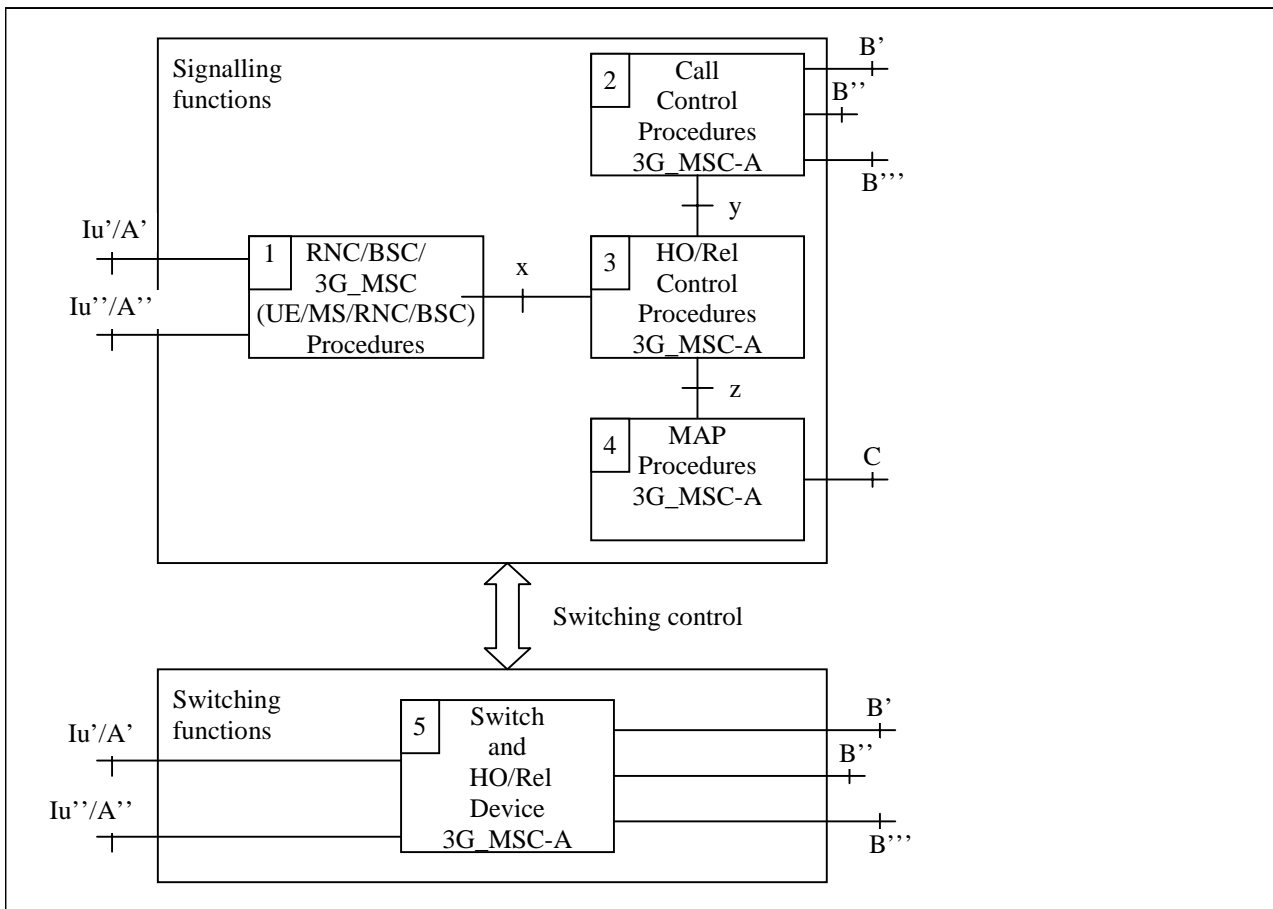 Signalling
functions
2
Call
Control
Procedures
3G_MSC-A
B'
B’’
B’’’
y
Iu’/A'
Iu’’/A’’
1
RNC/BSC/
3G_MSC
(UE/MS/RNC/BSC)
Procedures
x
3
HO/Rel
Control
Procedures
3G_MSC-A
z
4
MAP
Procedures
3G_MSC-A
C
Switching control
Switching
functions
Iu’/A'
Iu’’/A’’
5
Switch
and
HO/Rel
Device
3G_MSC-A
B'
B’’
B’’’